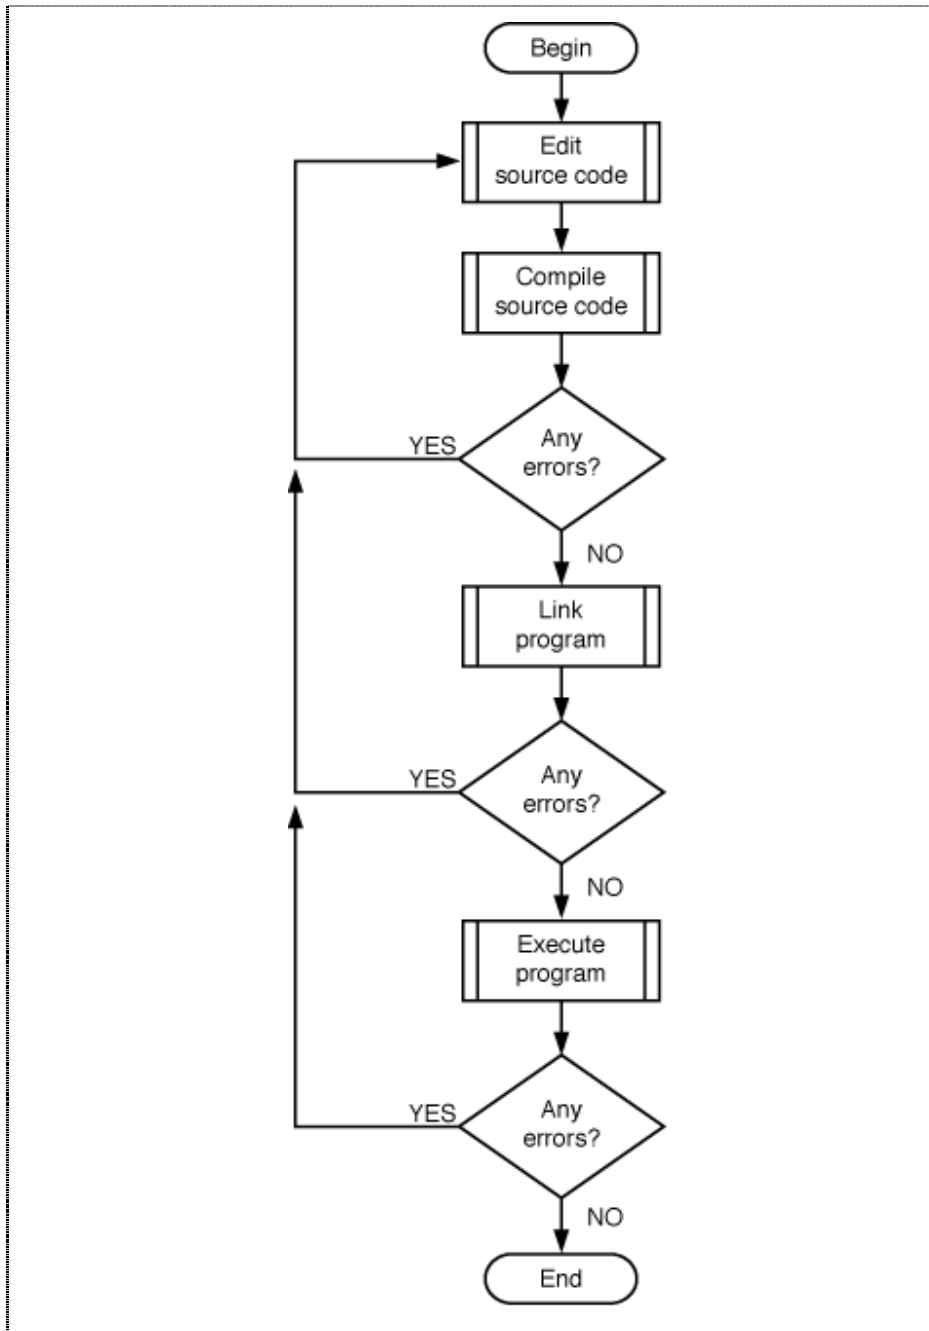 Begin
Edit
source code
Compile
source code
Any
errors?
YES
NO
Link
program
Any
errors?
YES
NO
Execute
program
Any
errors?
YES
NO
End